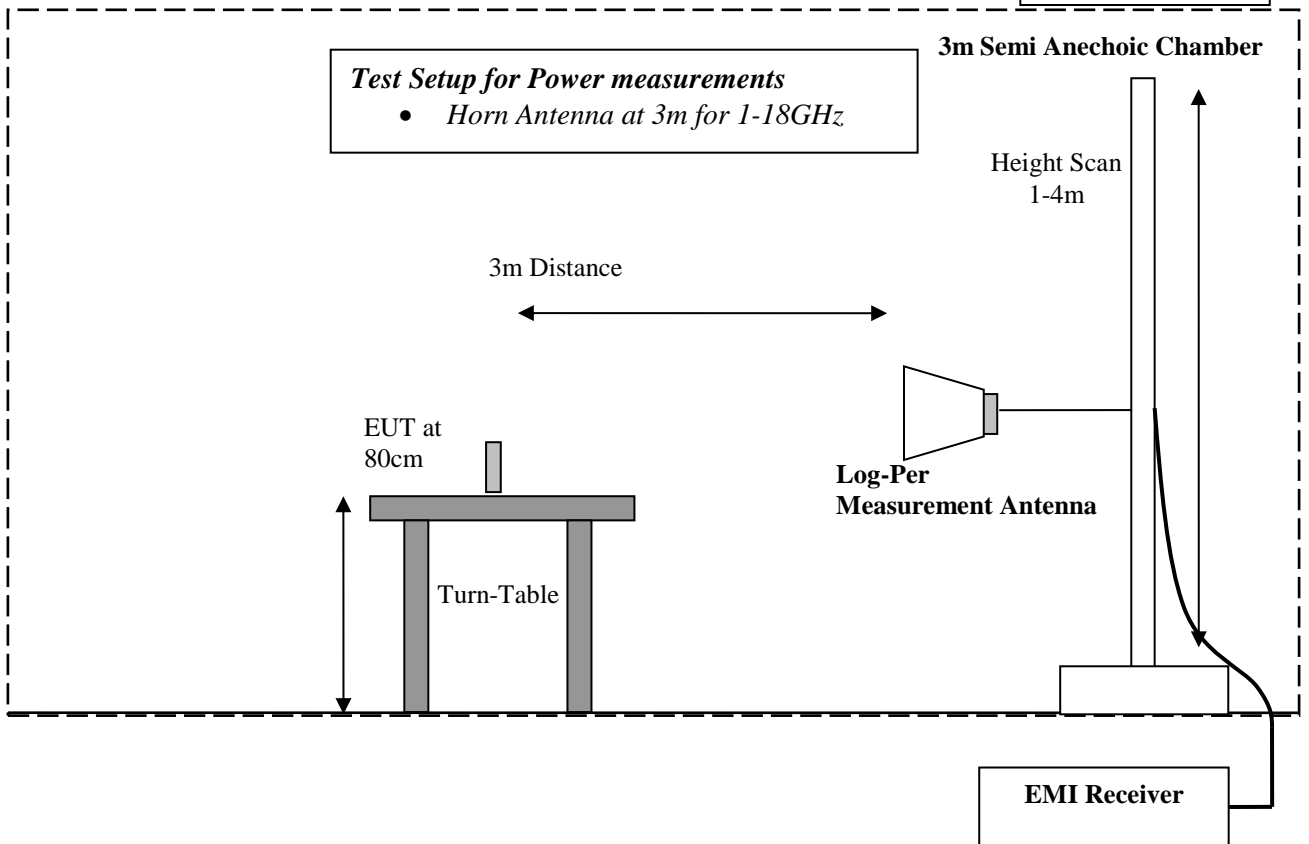 3m Semi Anechoic Chamber
Test Setup for Power measurements
• Horn Antenna at 3m for 1-18GHz
Height Scan
1-4m
3m Distance
EUT at
80cm
Log-Per
Measurement Antenna
Turn-Table
EMI Receiver